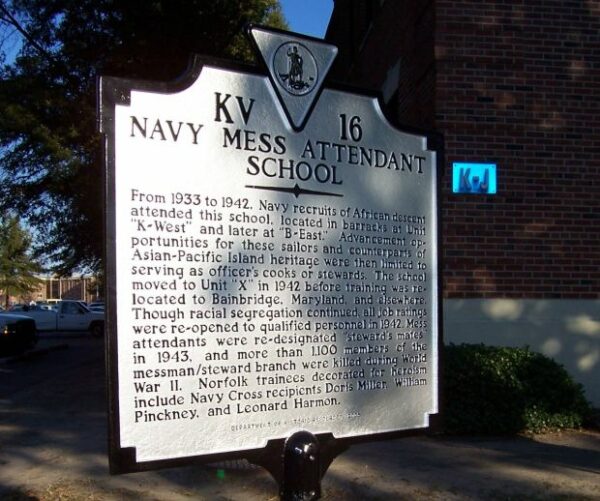 KV 16
NAVY MESS ATTENDANT
SCHOOL
From 1933 to 1942, Navy recruits of African descent
attended this school, located in barracks at Unit
"K-West" and later at "B-East." Advancement op-
portunities for these sailors and counterparts of
Asian-Pacific Island heritage were then limited to
serving as officer's cooks or stewards. The school
moved to Unit "X" in 1942 before training was re-
located to Bainbridge, Maryland, and elsewhere.
Though racial segregation continued, all job ratings
were re-opened to qualified personnel in 1942. Mess
attendants were re-designated "steward's mates"
in 1943, and more than 1,100 members of the
messman/steward branch were killed during World
War II. Norfolk trainees decorated for heroism
include Navy Cross recipients Doris Miller, William
Pinckney, and Leonard Harmon.
DEPARTMENT OF HISTORIC RESOURCES,
K-J